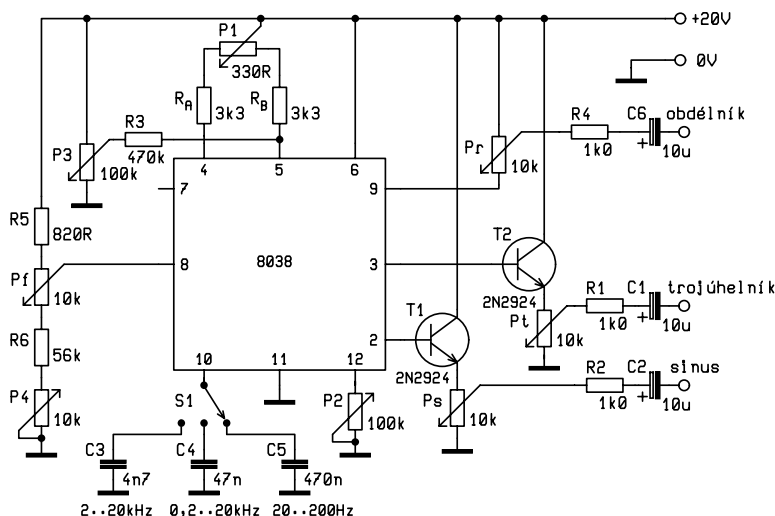 +20V
P1
330R
0V
RA
3k3
RB
3k3
R4
1k0
C6
obdélník
+
10u
R3
470k
P3
100k
Pr
10k
4
5
6
7
9
R5
820R
8
8038
3
T2
2N2924
Pf
10k
R1
1k0
C1
trojúhelník
+
10u
Pt
10k
R6
56k
T1
2N2924
2
10
11
12
R2
1k0
C2
sinus
+
10u
P4
10k
S1
P2
100k
Ps
10k
C3
4n7
C4
47n
C5
470n
2..20kHz
0,2..20kHz
20..200Hz